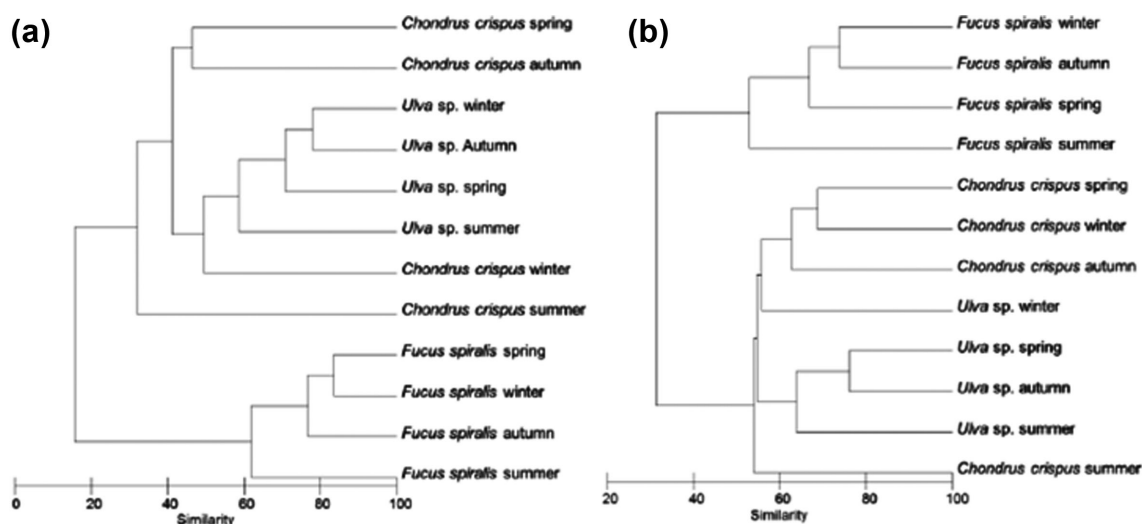 (a)
Chondrus crispus spring
Chondrus crispus autumn
Ulva sp. winter
Ulva sp. Autumn
Ulva sp. spring
Ulva sp. summer
Chondrus crispus winter
Chondrus crispus summer
Fucus spiralis spring
Fucus spiralis winter
Fucus spiralis autumn
Fucus spiralis summer
0 20 40 60 80 100
Similarity
(b)
Fucus spiralis winter
Fucus spiralis autumn
Fucus spiralis spring
Fucus spiralis summer
Chondrus crispus spring
Chondrus crispus winter
Chondrus crispus autumn
Ulva sp. winter
Ulva sp. spring
Ulva sp. autumn
Ulva sp. summer
Chondrus crispus summer
20 40 60 80 100
Similarity